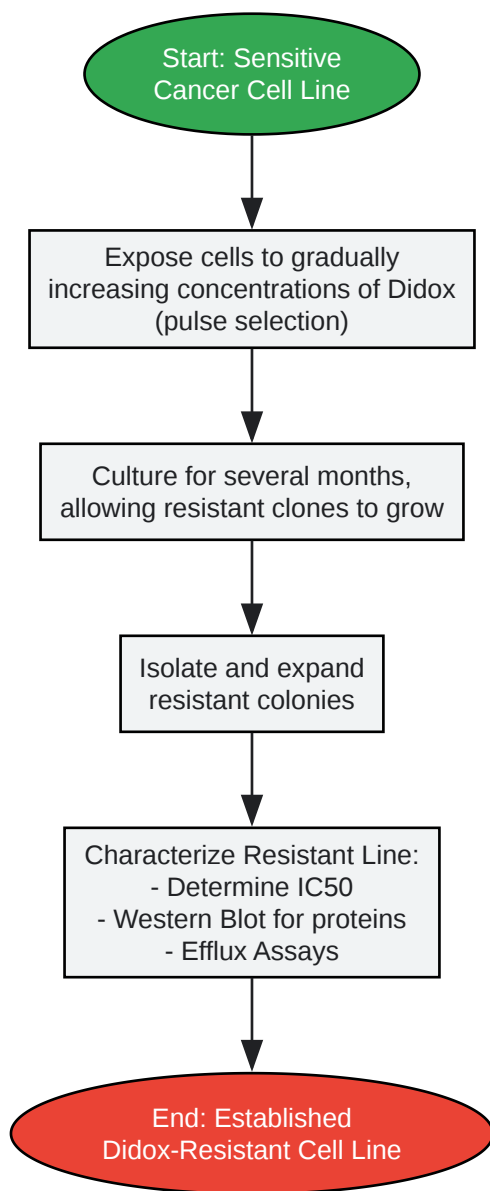 Start: Sensitive
Cancer Cell Line
Expose cells to gradually
increasing concentrations of Didox
(pulse selection)
Culture for several months,
allowing resistant clones to grow
Isolate and expand
resistant colonies
Characterize Resistant Line:
- Determine IC50
- Western Blot for proteins
- Efflux Assays
End: Established
Didox-Resistant Cell Line